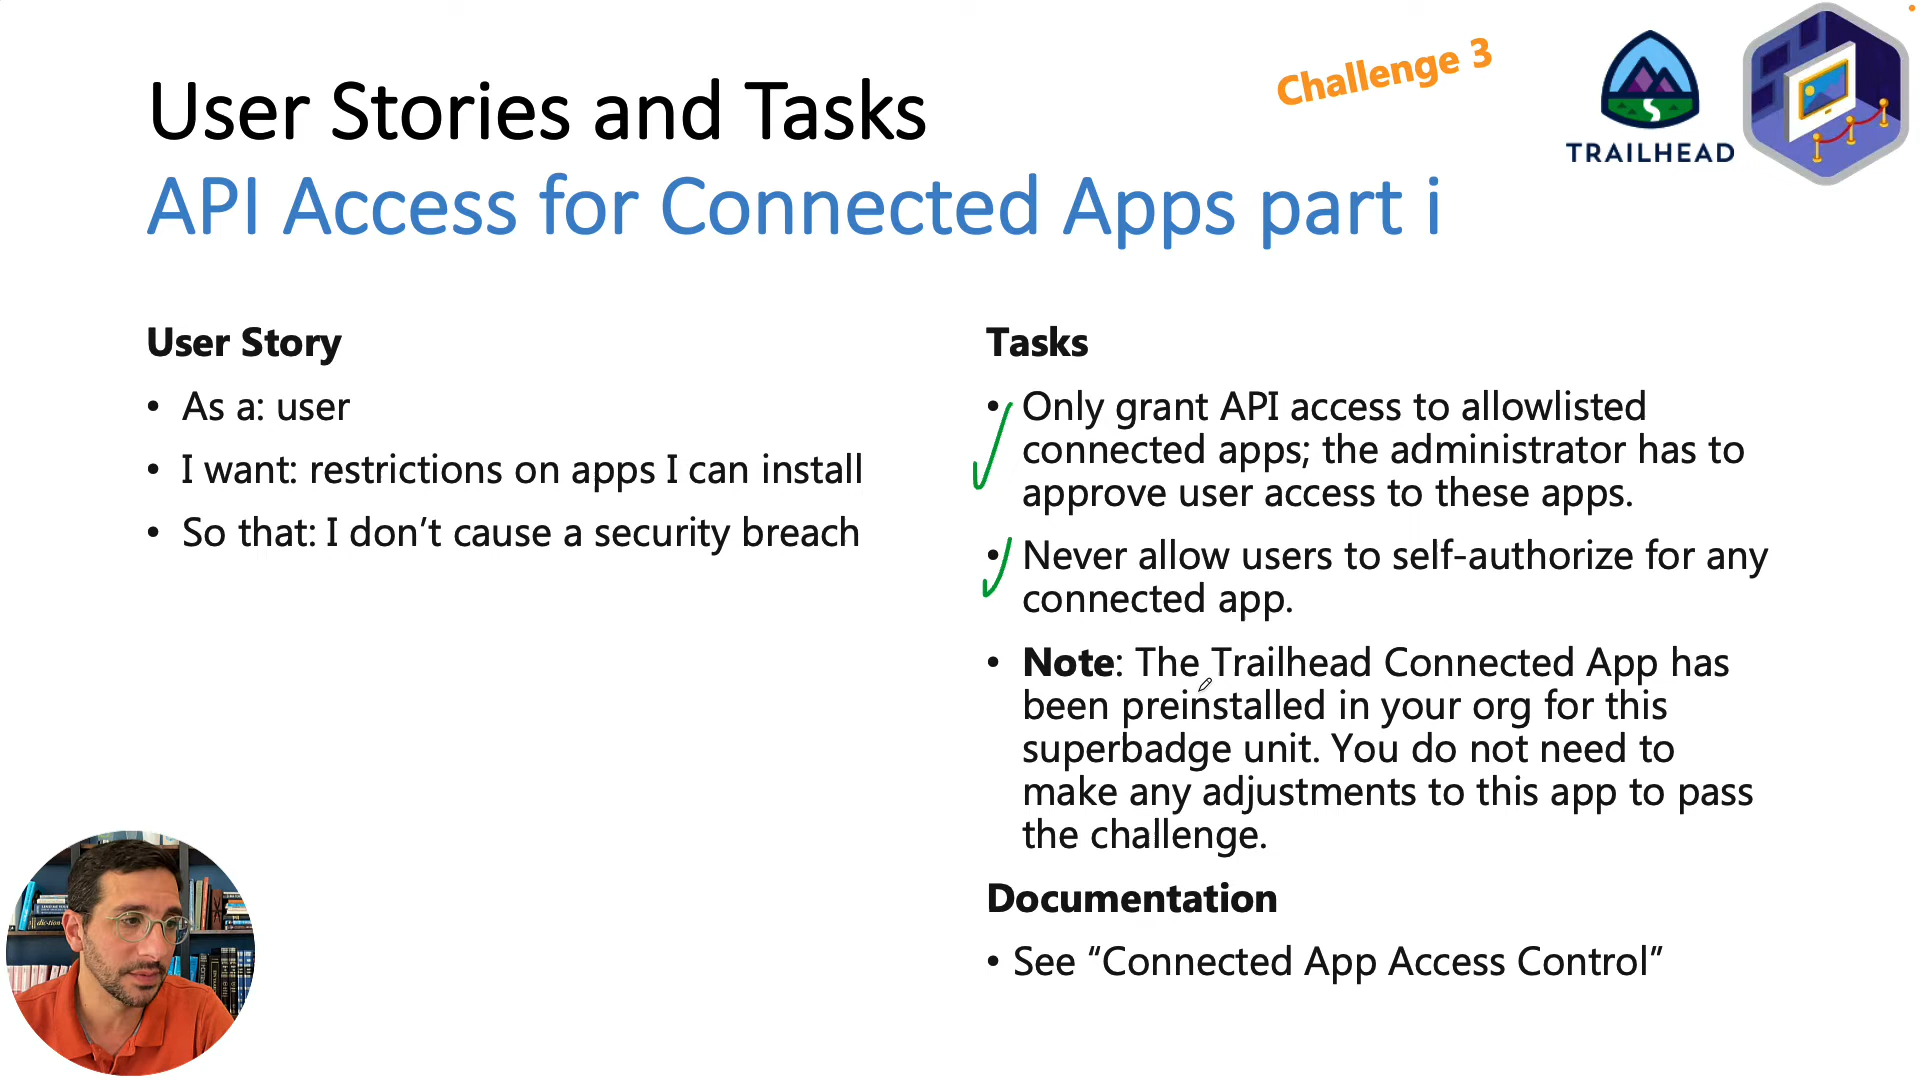 Challenge 3
TRAILHEAD
User Stories and Tasks
API Access for Connected Apps part i
User Story
• As a: user
• I want: restrictions on apps I can install
• So that: I don’t cause a security breach
Tasks
• Only grant API access to allowlisted
connected apps; the administrator has to
approve user access to these apps.
• Never allow users to self-authorize for any
connected app.
• Note: The Trailhead Connected App has
been preinstalled in your org for this
superbadge unit. You do not need to
make any adjustments to this app to pass
the challenge.
Documentation
• See “Connected App Access Control”